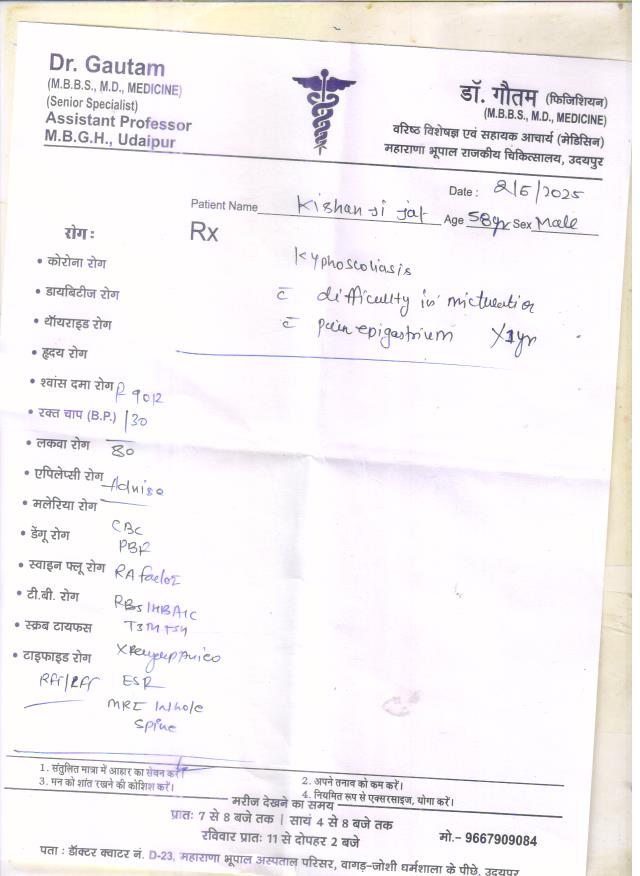 Dr. Gautam
(M.B.B.S., M.D., MEDICINE)
(Senior Specialist)
Assistant Professor
M.B.G.H., Udaipur
डॉ. गौतम (फिजिशियन)
(M.B.B.S., M.D., MEDICINE)
वरिष्ठ विशेषज्ञ एवं सहायक आचार्य (मेडिसिन)
महाराणा भूपाल राजकीय चिकित्सालय, उदयपुर
Date : 2/5/2025
Patient Name Kishan Ji Jat Age 58yr Sex Male
रोग :
Rx
Kyphoscoliasis
c̄ difficulty in micturation
c̄ pain epigastrium X1yr
• कोरोना रोग
• डायबिटीज रोग
• थॉयराइड रोग
• हृदय रोग
• श्वांस दमा रोग
• रक्त चाप (B.P.) 130
80
• लकवा रोग
• एपिलेप्सी रोग Advise
• मलेरिया रोग
• डेंगू रोग CBC
PBF
• स्वाइन फ्लू रोग RA factor
• टी.बी. रोग RBS/HBA1C
• स्क्रब टायफस
• टाइफाइड रोग
RFT/LFT ESR
MRI whole
Spine
1. संतुलित मात्रा में आहार का सेवन करें।
2. अपने तनाव को कम करें।
3. मन को शांत रखने की कोशिश करें।
4. नियमित रूप से एक्सरसाइज, योगा करें।
मरीज देखने का समय
प्रातः 7 से 8 बजे तक | सायं 4 से 8 बजे तक
रविवार प्रातः 11 से दोपहर 2 बजे
मो.- 9667909084
पता : डॉक्टर क्वाटर नं. D-23, महाराणा भूपाल अस्पताल परिसर, वागड़-जोशी धर्मशाला के पीछे, उदयपुर